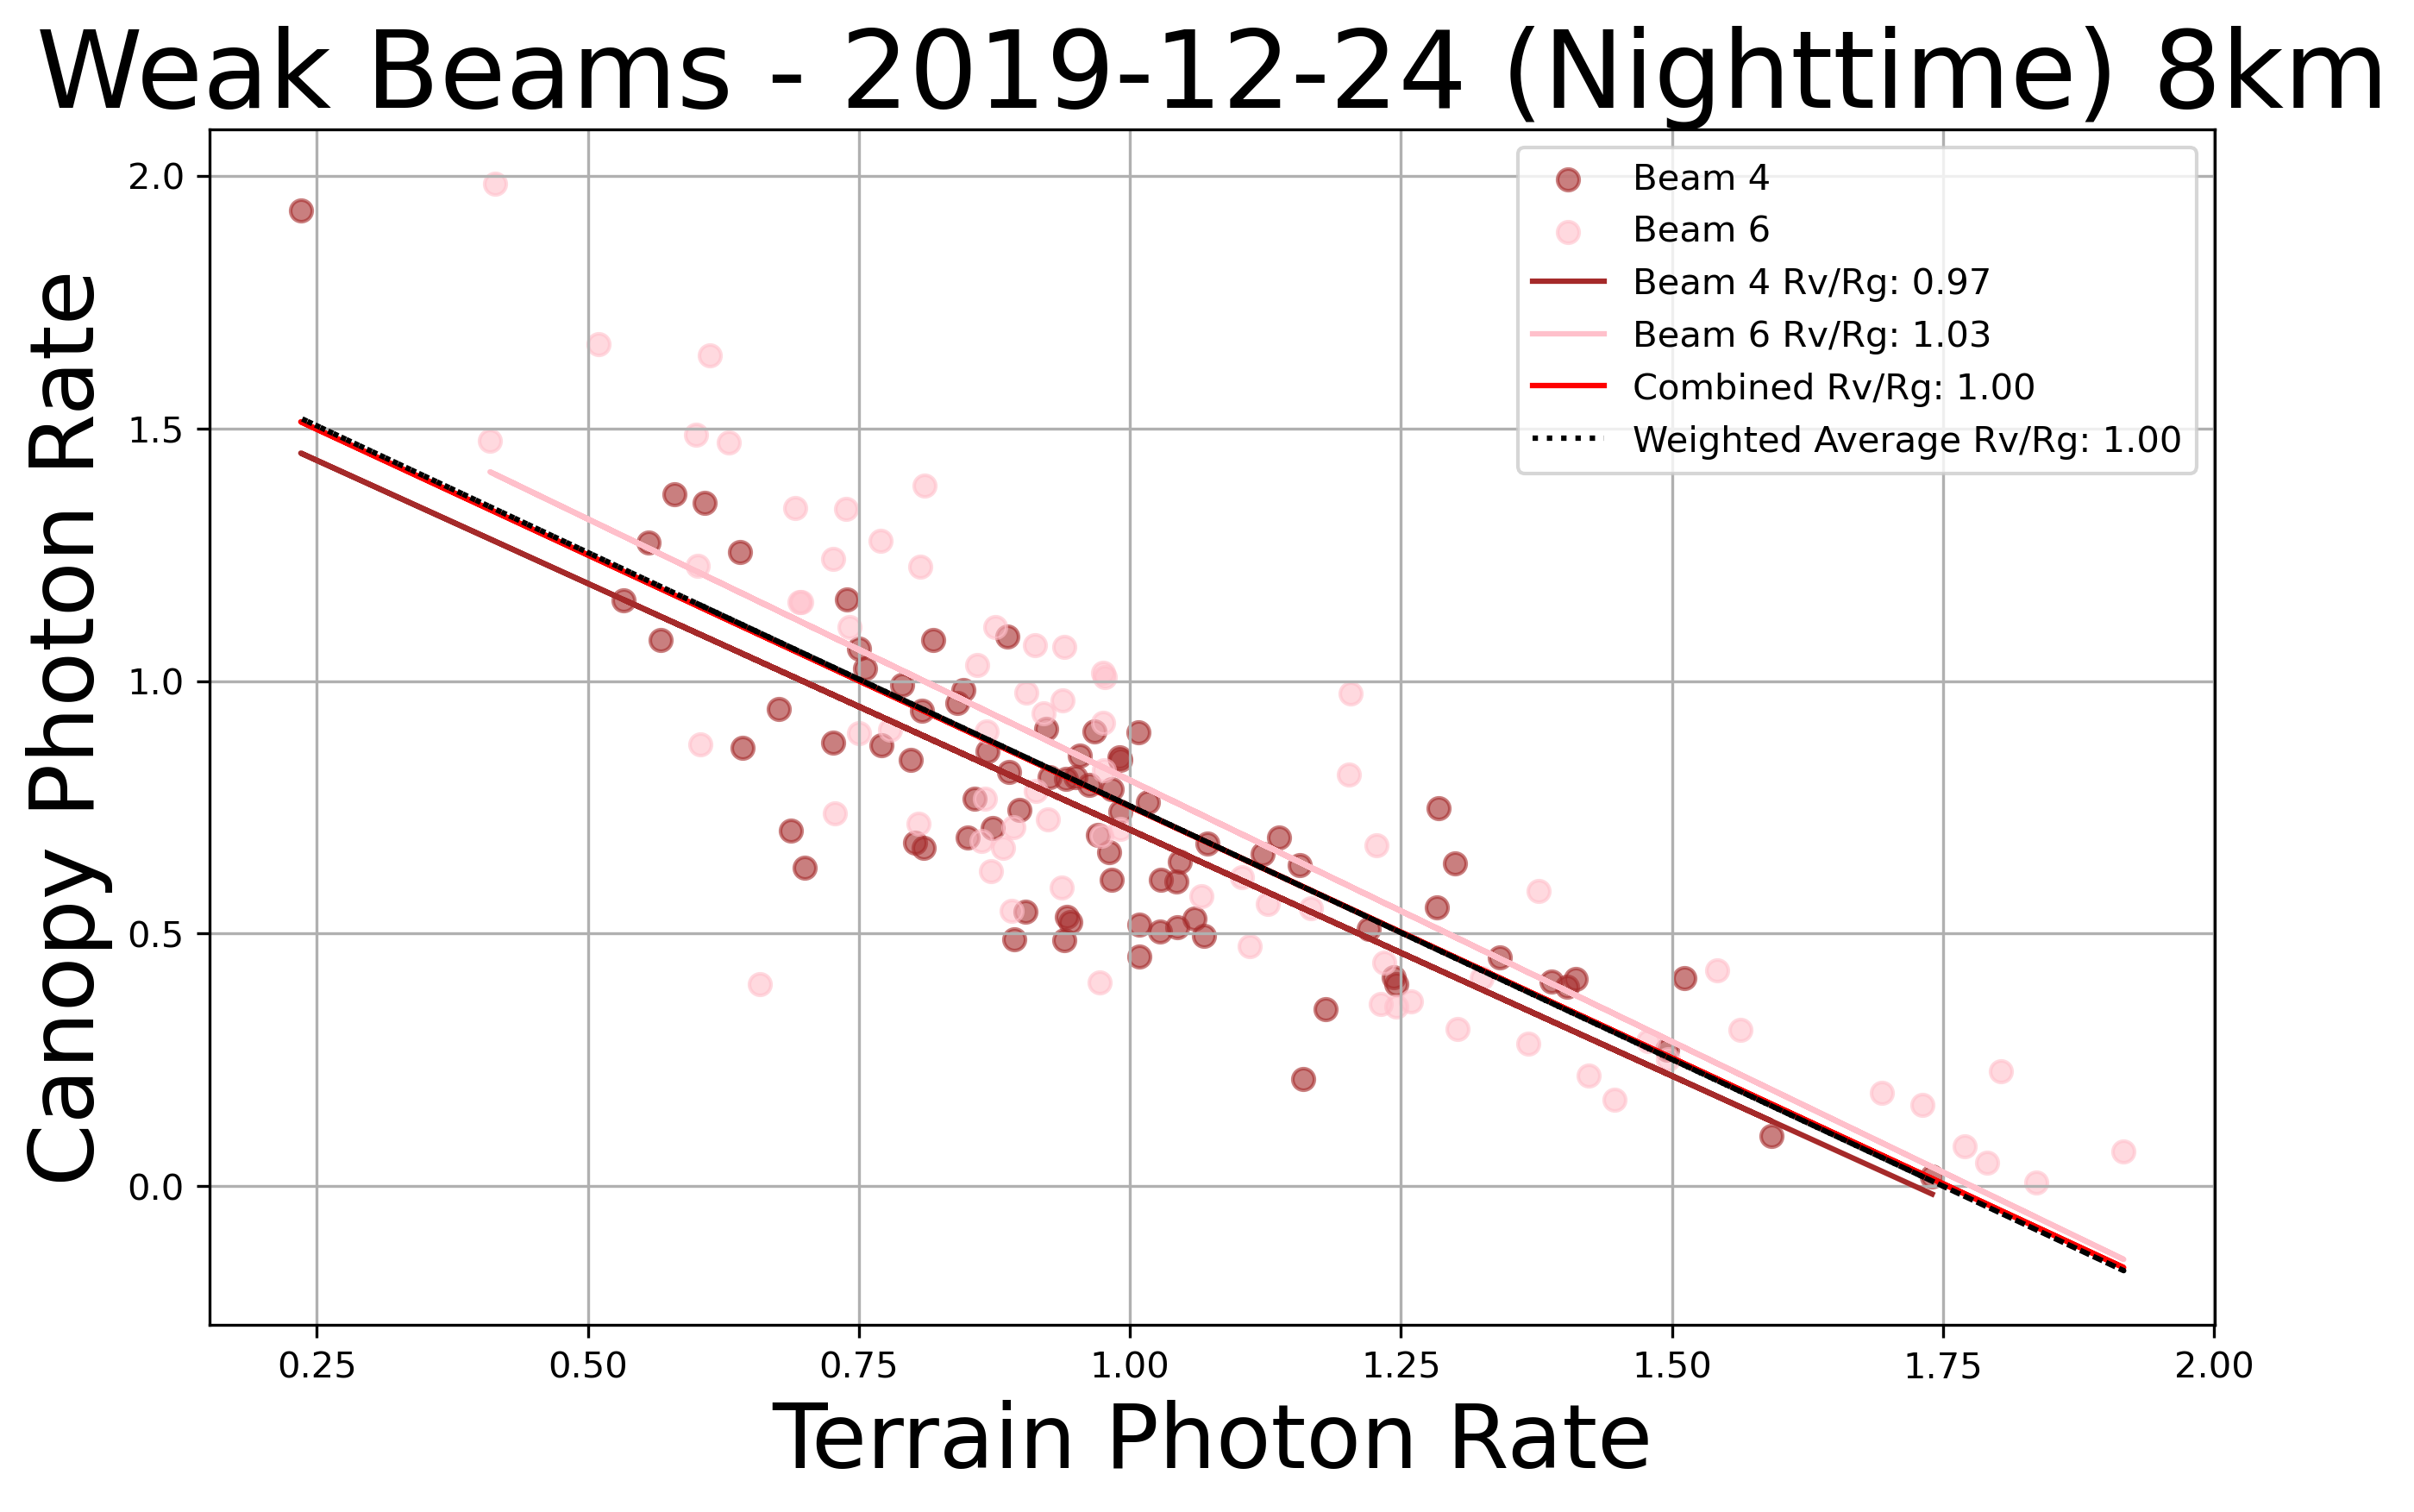 Weak Beams - 2019-12-24 (Nighttime) 8km
Beam 4
Beam 6
Beam 4 Rv/Rg: 0.97
Beam 6 Rv/Rg: 1.03
Combined Rv/Rg: 1.00
Weighted Average Rv/Rg: 1.00
Canopy Photon Rate
2.0
1.5
1.0
0.5
0.0
0.25 0.50 0.75 1.00 1.25 1.50 1.75 2.00
Terrain Photon Rate